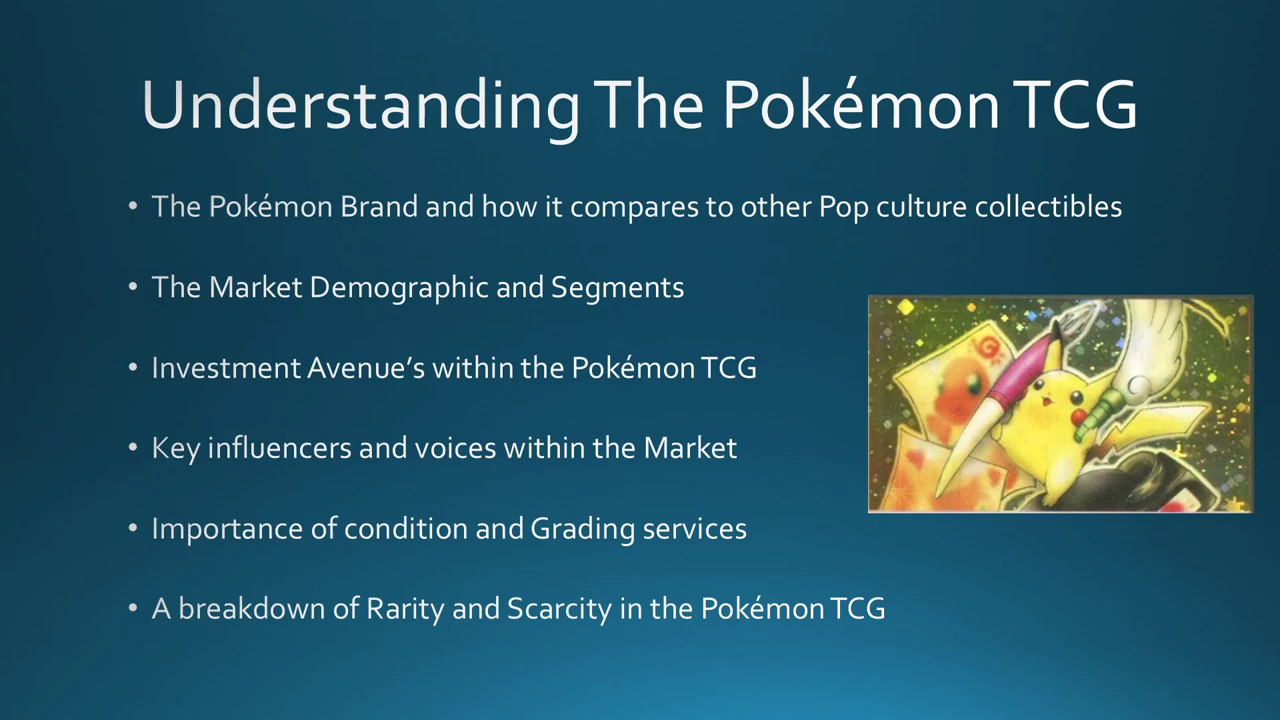 Understanding The Pokémon TCG
• The Pokémon Brand and how it compares to other Pop culture collectibles
• The Market Demographic and Segments
• Investment Avenue’s within the Pokémon TCG
• Key influencers and voices within the Market
• Importance of condition and Grading services
• A breakdown of Rarity and Scarcity in the Pokémon TCG